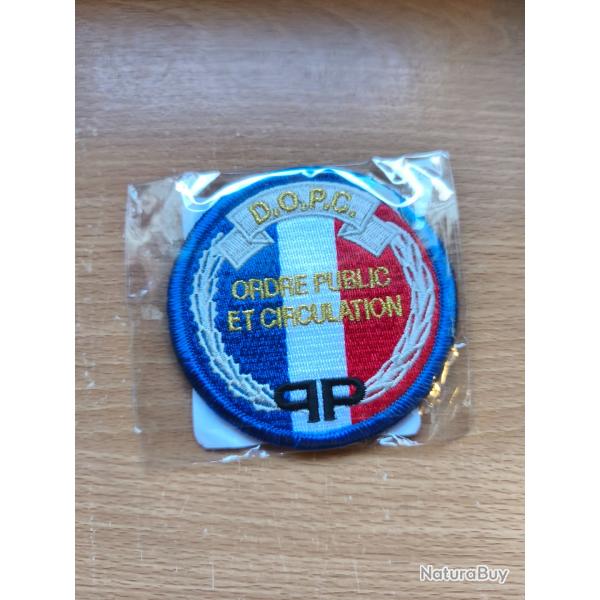 D.O.P.C.
ORDRE PUBLIC
ET CIRCULATION
PP
NaturaBuy